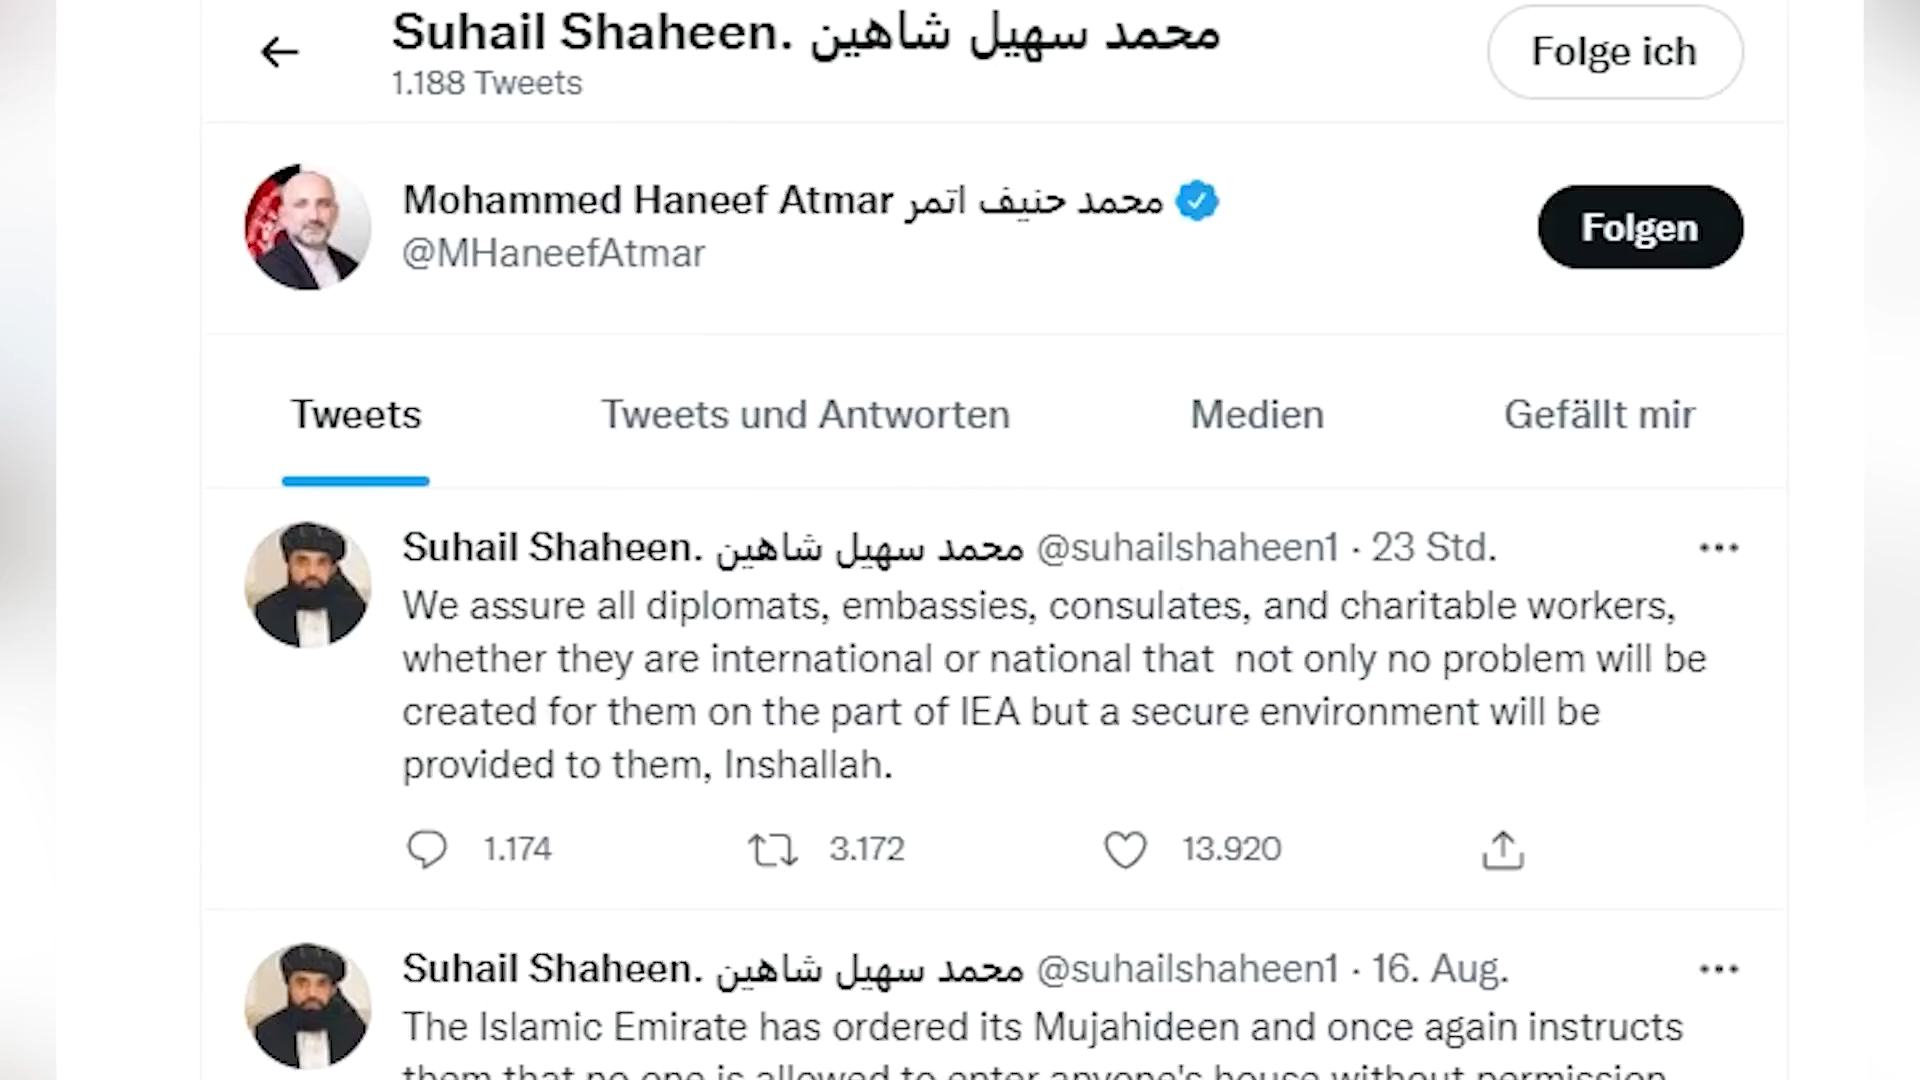 Suhail Shaheen. محمد سهيل شاهين
1.188 Tweets
Folge ich
Mohammed Haneef Atmar محمد حنیف اتمر
@MHaneefAtmar
Folgen
Tweets
Tweets und Antworten
Medien
Gefällt mir
Suhail Shaheen. محمد سهيل شاهين @suhailshaheen1 · 23 Std.
We assure all diplomats, embassies, consulates, and charitable workers,
whether they are international or national that  not only no problem will be
created for them on the part of IEA but a secure environment will be
provided to them, Inshallah.
1.174
3.172
13.920
Suhail Shaheen. محمد سهيل شاهين @suhailshaheen1 · 16. Aug.
The Islamic Emirate has ordered its Mujahideen and once again instructs
them that no one is allowed to enter anyone's house without permission.